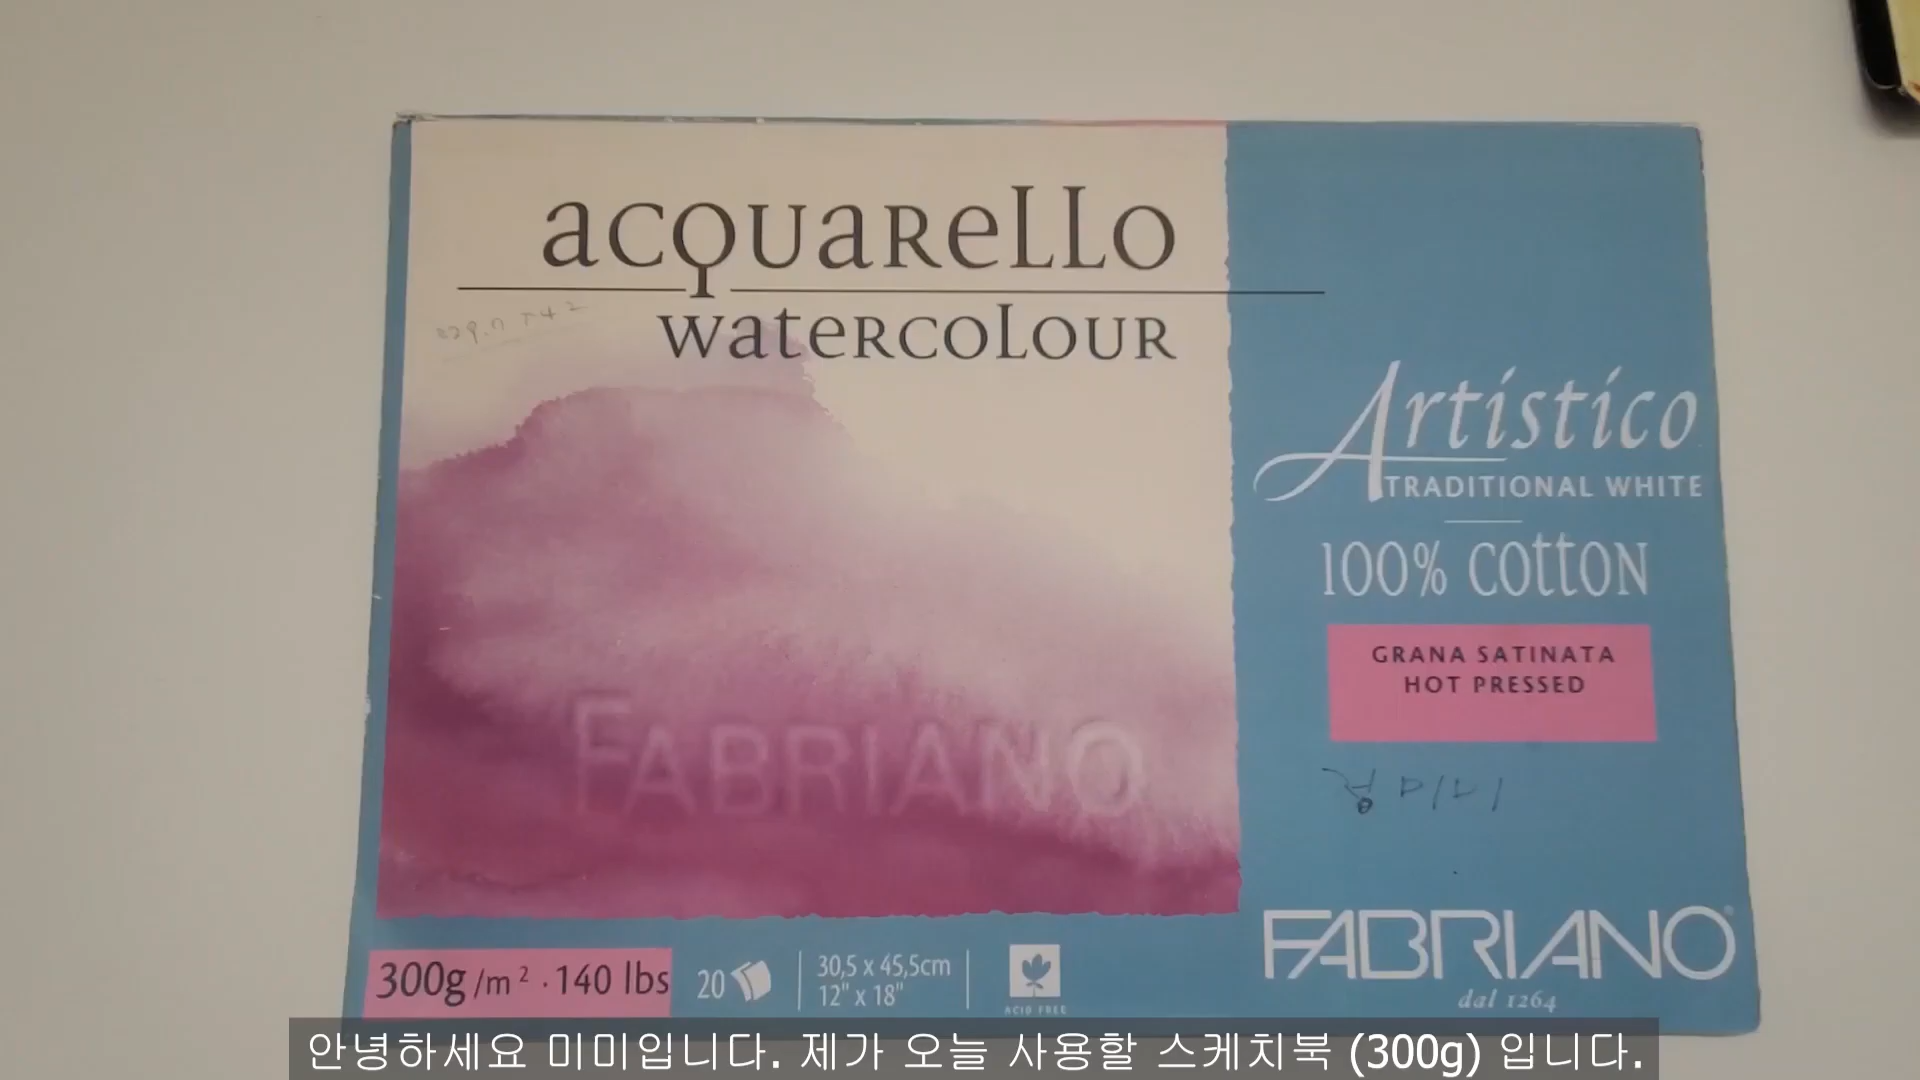 acquarello
watercolour
Artistico
TRADITIONAL WHITE
100% cotton
GRANA SATINATA
HOT PRESSED
미미
FABRIANO
FABRIANO
dal 1264
300g/m² · 140 lbs
20
30,5 x 45,5cm
12" x 18"
ACID FREE
안녕하세요 미미입니다. 제가 오늘 사용할 스케치북 (300g) 입니다.